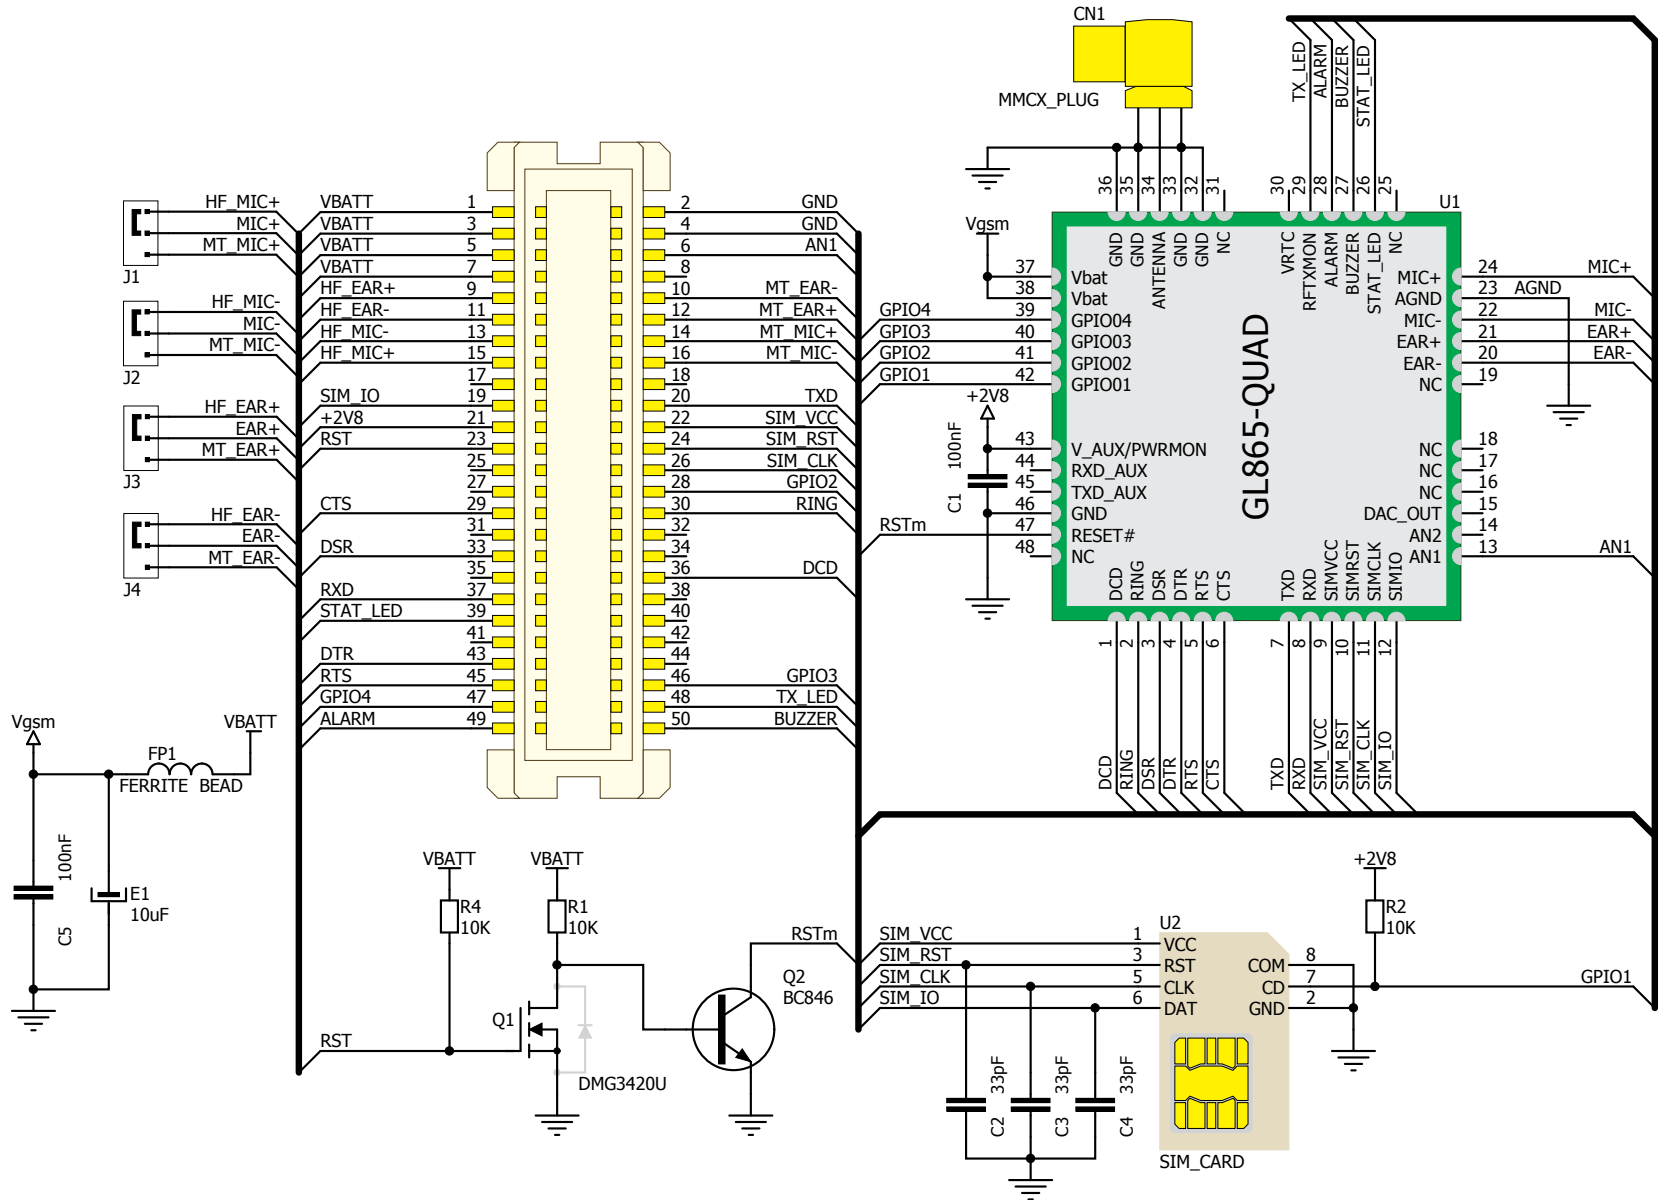 CN1
MMCX_PLUG
TX_LED
ALARM
BUZZER
STAT_LED
36
35
34
33
32
31
30
29
28
27
26
25
U1
GND
GND
ANTENNA
GND
GND
NC
VRTC
RFTXMON
ALARM
BUZZER
STAT_LED
NC
HF_MIC+
MIC+
MT_MIC+
J1
HF_MIC-
MIC-
MT_MIC-
J2
HF_EAR+
EAR+
MT_EAR+
J3
HF_EAR-
EAR-
MT_EAR-
J4
VBATT 1
VBATT 3
VBATT 5
VBATT 7
HF_EAR+ 9
HF_EAR- 11
HF_MIC- 13
HF_MIC+ 15
17
SIM_IO 19
+2V8 21
RST 23
25
27
CTS 29
31
DSR 33
35
RXD 37
STAT_LED 39
41
DTR 43
RTS 45
GPIO4 47
ALARM 49
2 GND
4 GND
6 AN1
8
10 MT_EAR-
12 MT_EAR+
14 MT_MIC+
16 MT_MIC-
18
20 TXD
22 SIM_VCC
24 SIM_RST
26 SIM_CLK
28 GPIO2
30 RING
32
34
36 DCD
38
40
42
44
46 GPIO3
48 TX_LED
50 BUZZER
Vgsm
37 Vbat
38 Vbat
GPIO4 39 GPIO04
GPIO3 40 GPIO03
GPIO2 41 GPIO02
GPIO1 42 GPIO01
+2V8
100nF
C1
43 V_AUX/PWRMON
44 RXD_AUX
45 TXD_AUX
46 GND
RSTm 47 RESET#
48 NC
GL865-QUAD
MIC+ 24 MIC+
AGND 23 AGND
MIC- 22 MIC-
EAR+ 21 EAR+
EAR- 20 EAR-
NC 19
NC 18
NC 17
NC 16
DAC_OUT 15
AN2 14
AN1 13 AN1
DCD
RING
DSR
DTR
RTS
CTS
TXD
RXD
SIMVCC
SIMRST
SIMCLK
SIMIO
1
2
3
4
5
6
7
8
9
10
11
12
DCD
RING
DSR
DTR
RTS
CTS
TXD
RXD
SIM_VCC
SIM_RST
SIM_CLK
SIM_IO
Vgsm
VBATT
FP1
FERRITE BEAD
100nF
C5
E1
10uF
VBATT
R4
10K
VBATT
R1
10K
RST
Q1
DMG3420U
Q2
BC846
RSTm
SIM_VCC 1 VCC
SIM_RST 3 RST
SIM_CLK 5 CLK
SIM_IO 6 DAT
U2
COM 8
CD 7
GND 2
+2V8
R2
10K
GPIO1
33pF
C2
33pF
C3
33pF
C4
SIM_CARD